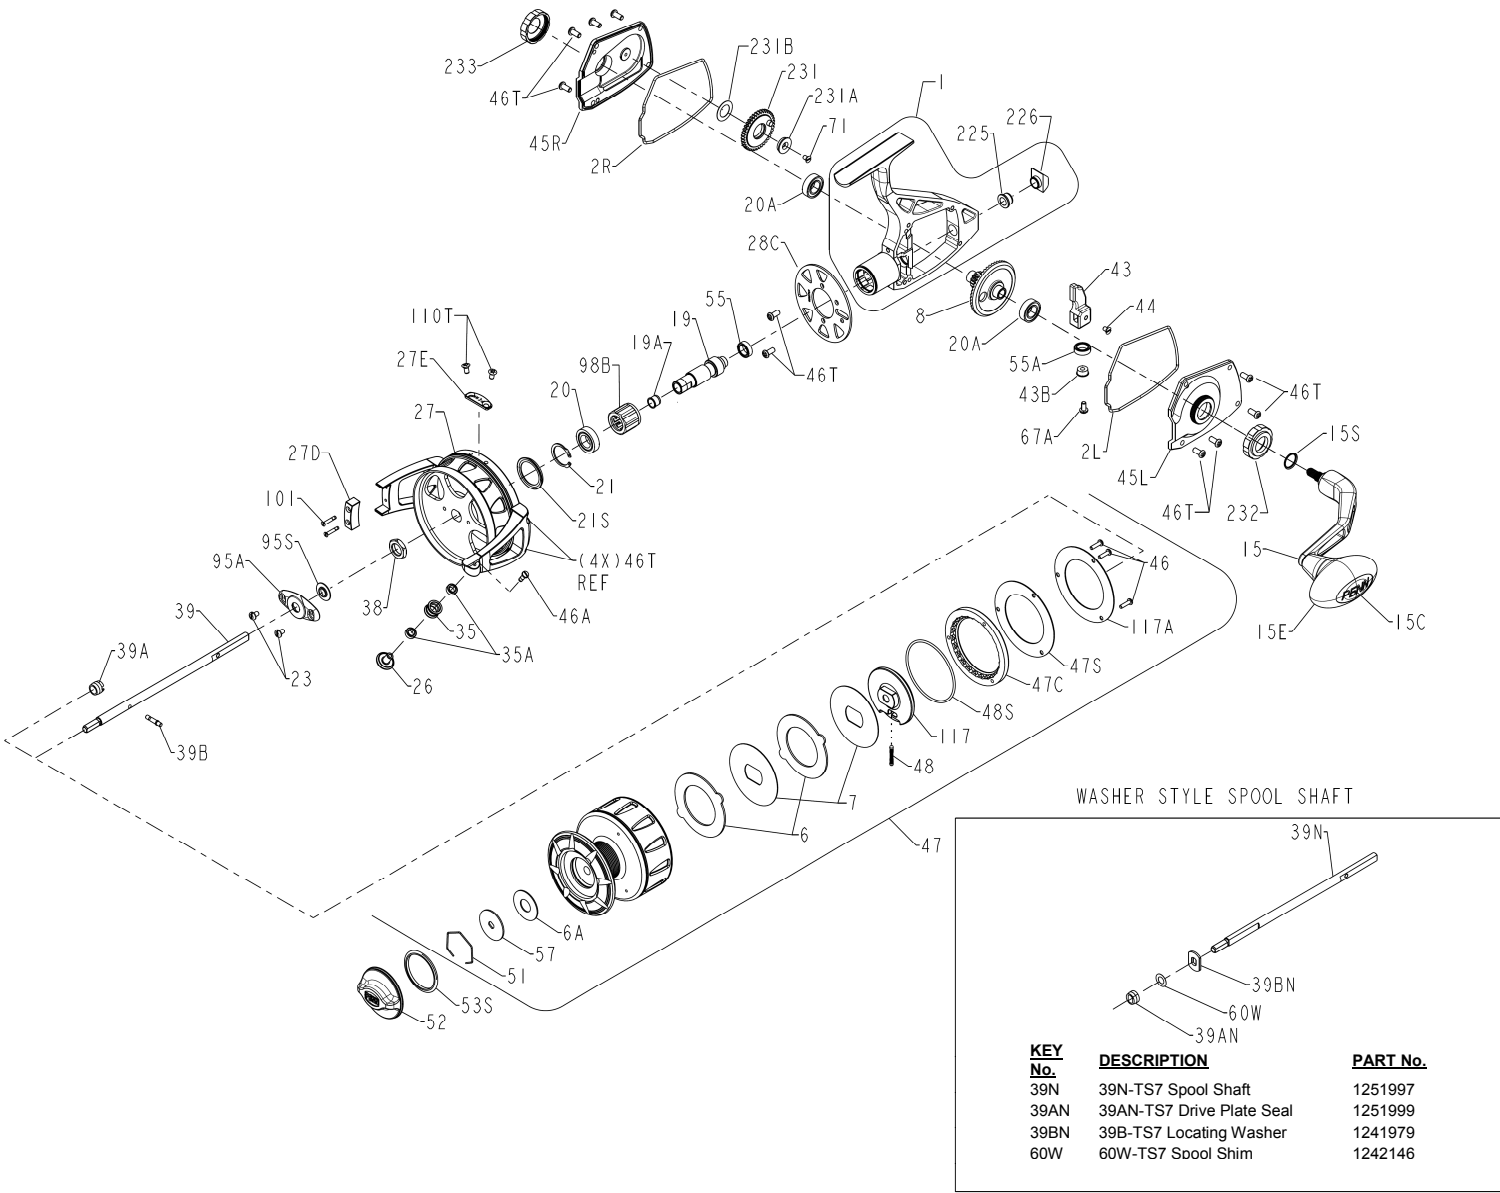 233
46T
45R
2R
231B
231
231A
71
20A
1
225
226
28C
8
20A
43
44
55A
43B
67A
2L
45L
46T
46T
232
15S
15
15E
15C
PENN
110T
27E
27
27D
101
95S
95A
39
39A
39B
23
38
26
35
35A
46A
(4X)46T
REF
21S
21
20
98B
19A
19
55
46T
46
117A
47S
47C
48S
117
48
7
6
47
6A
57
51
53S
52
WASHER STYLE SPOOL SHAFT
39N
39BN
60W
39AN
KEY No. DESCRIPTION PART No.
39N 39N-TS7 Spool Shaft 1251997
39AN 39AN-TS7 Drive Plate Seal 1251999
39BN 39B-TS7 Locating Washer 1241979
60W 60W-TS7 Spool Shim 1242146